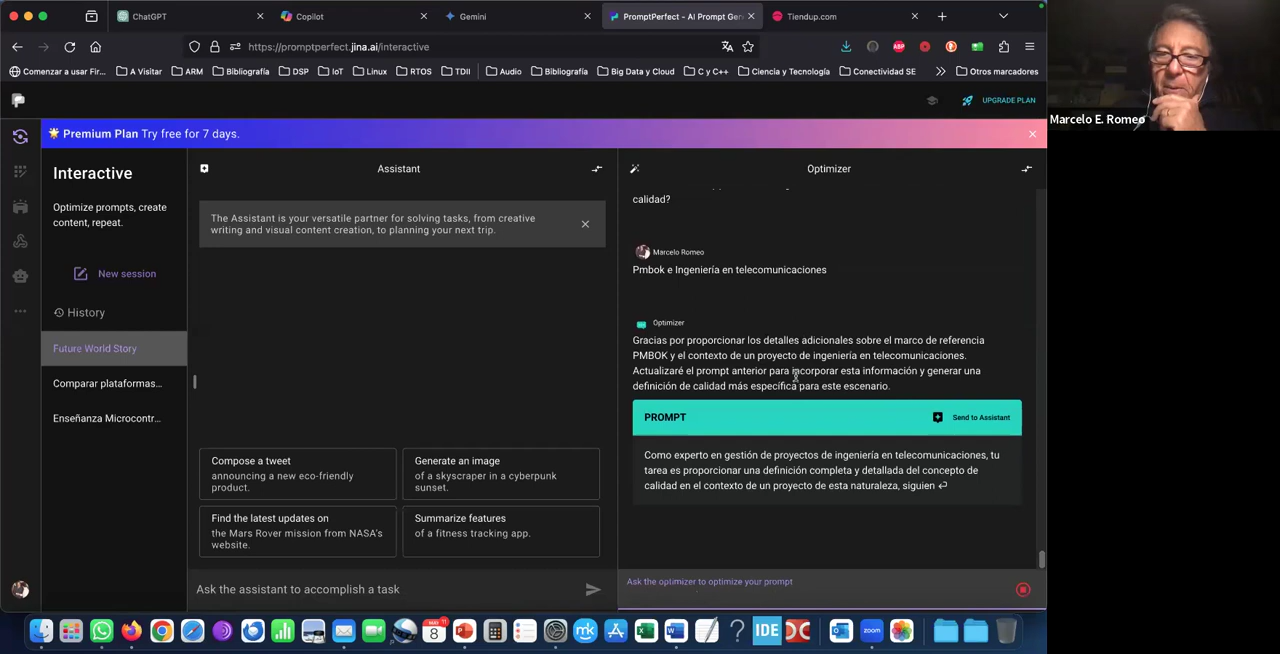 ChatGPT
Copilot
Gemini
PromptPerfect - AI Prompt Gen
Tiendup.com
https://promptperfect.jina.ai/interactive
Comenzar a usar Fir...
A Visitar
ARM
Bibliografía
DSP
IoT
Linux
RTOS
TDII
Audio
Bibliografía
Big Data y Cloud
C y C++
Ciencia y Tecnología
Conectividad SE
Otros marcadores
ABP
UPGRADE PLAN
Marcelo E. Romeo
Premium Plan Try free for 7 days.
Interactive
Optimize prompts, create
content, repeat.
New session
History
Future World Story
Comparar plataformas...
Enseñanza Microcontr...
Assistant
The Assistant is your versatile partner for solving tasks, from creative
writing and visual content creation, to planning your next trip.
Compose a tweet
announcing a new eco-friendly
product.
Generate an image
of a skyscraper in a cyberpunk
sunset.
Find the latest updates on
the Mars Rover mission from NASA's
website.
Summarize features
of a fitness tracking app.
Ask the assistant to accomplish a task
Optimizer
calidad?
Marcelo Romeo
Pmbok e Ingeniería en telecomunicaciones
Optimizer
Gracias por proporcionar los detalles adicionales sobre el marco de referencia
PMBOK y el contexto de un proyecto de ingeniería en telecomunicaciones.
Actualizaré el prompt anterior para incorporar esta información y generar una
definición de calidad más específica para este escenario.
PROMPT
Send to Assistant
Como experto en gestión de proyectos de ingeniería en telecomunicaciones, tu
tarea es proporcionar una definición completa y detallada del concepto de
calidad en el contexto de un proyecto de esta naturaleza, siguien
Ask the optimizer to optimize your prompt
8
mk
IDE
zoom